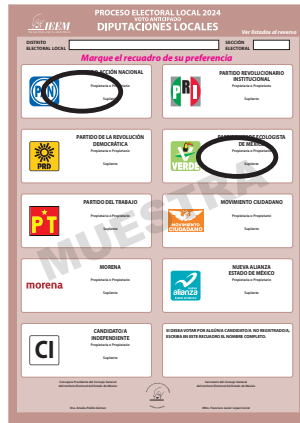 PROCESO ELECTORAL LOCAL 2024
VOTO ANTICIPADO
DIPUTACIONES LOCALES
IEEM
Ver listados al reverso
DISTRITO
ELECTORAL LOCAL
SECCIÓN
ELECTORAL
Marque el recuadro de su preferencia
ACCIÓN NACIONAL
Propietaria o Propietario
Suplente
PARTIDO REVOLUCIONARIO
INSTITUCIONAL
Propietaria o Propietario
Suplente
PRI
PARTIDO DE LA REVOLUCIÓN
DEMOCRÁTICA
Propietaria o Propietario
Suplente
PRD
ECOLOGISTA
DE MÉXICO
Propietaria o Propietario
Suplente
VERDE
PARTIDO DEL TRABAJO
Propietaria o Propietario
Suplente
PT
MOVIMIENTO CIUDADANO
Propietaria o Propietario
Suplente
MOVIMIENTO
CIUDADANO
MORENA
Propietaria o Propietario
Suplente
morena
NUEVA ALIANZA
ESTADO DE MÉXICO
Propietaria o Propietario
Suplente
alianza
CANDIDATO/A
INDEPENDIENTE
Propietaria o Propietario
Suplente
CI
SI DESEA VOTAR POR ALGUNA CANDIDATO/A NO REGISTRADO/A,
ESCRIBA EN ESTE RECUADRO EL NOMBRE COMPLETO.
MUESTRA